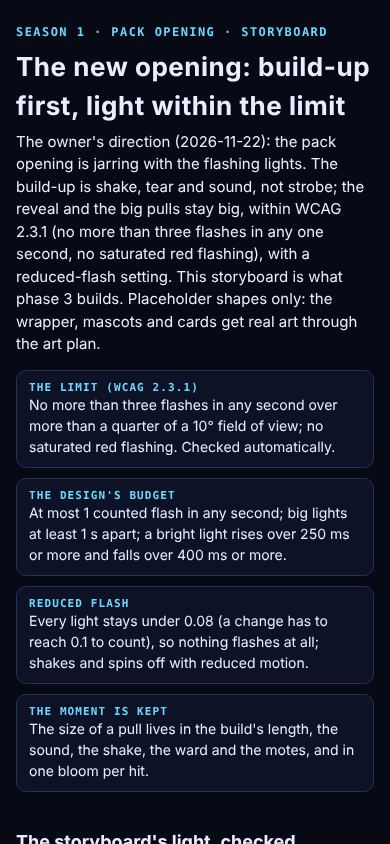 SEASON 1 · PACK OPENING · STORYBOARD
The new opening: build-up
first, light within the limit
The owner's direction (2026-11-22): the pack
opening is jarring with the flashing lights. The
build-up is shake, tear and sound, not strobe; the
reveal and the big pulls stay big, within WCAG
2.3.1 (no more than three flashes in any one
second, no saturated red flashing), with a
reduced-flash setting. This storyboard is what
phase 3 builds. Placeholder shapes only: the
wrapper, mascots and cards get real art through
the art plan.
THE LIMIT (WCAG 2.3.1)
No more than three flashes in any second over
more than a quarter of a 10° field of view; no
saturated red flashing. Checked automatically.
THE DESIGN'S BUDGET
At most 1 counted flash in any second; big lights
at least 1 s apart; a bright light rises over 250 ms
or more and falls over 400 ms or more.
REDUCED FLASH
Every light stays under 0.08 (a change has to
reach 0.1 to count), so nothing flashes at all;
shakes and spins off with reduced motion.
THE MOMENT IS KEPT
The size of a pull lives in the build's length, the
sound, the shake, the ward and the motes, and in
one bloom per hit.
The storyboard's light, checked